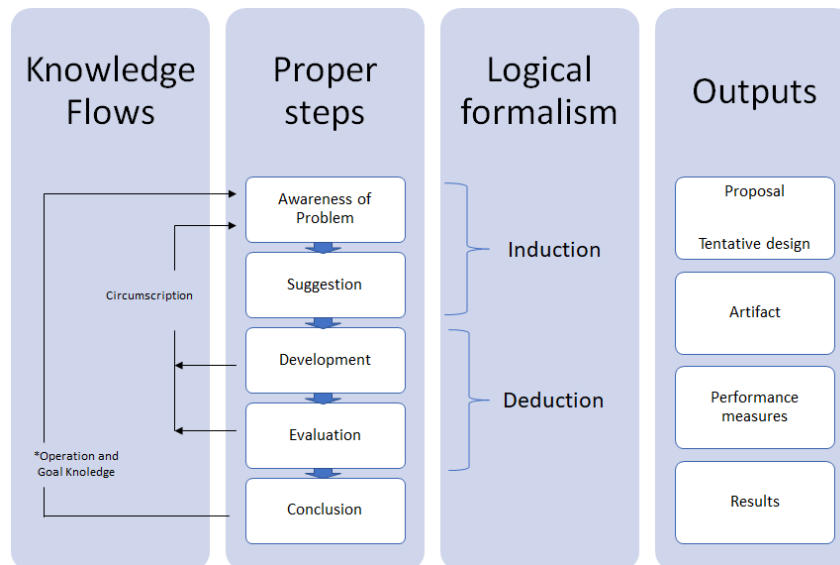 Knowledge
Flows
Circumscription
*Operation and
Goal Knoledge
Proper
steps
Awareness of
Problem
Suggestion
Development
Evaluation
Conclusion
Logical
formalism
Induction
Deduction
Outputs
Proposal
Tentative design
Artifact
Performance
measures
Results